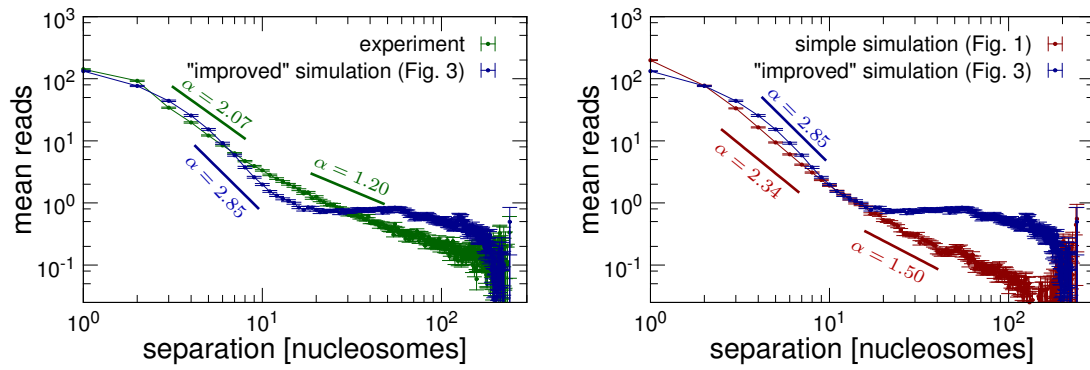 10^3
10^2
10^1
10^0
10^-1
mean reads
experiment
"improved" simulation (Fig. 3)
α = 2.07
α = 2.85
α = 1.20
10^0
10^1
10^2
separation [nucleosomes]
10^3
10^2
10^1
10^0
10^-1
mean reads
simple simulation (Fig. 1)
"improved" simulation (Fig. 3)
α = 2.85
α = 2.34
α = 1.50
10^0
10^1
10^2
separation [nucleosomes]